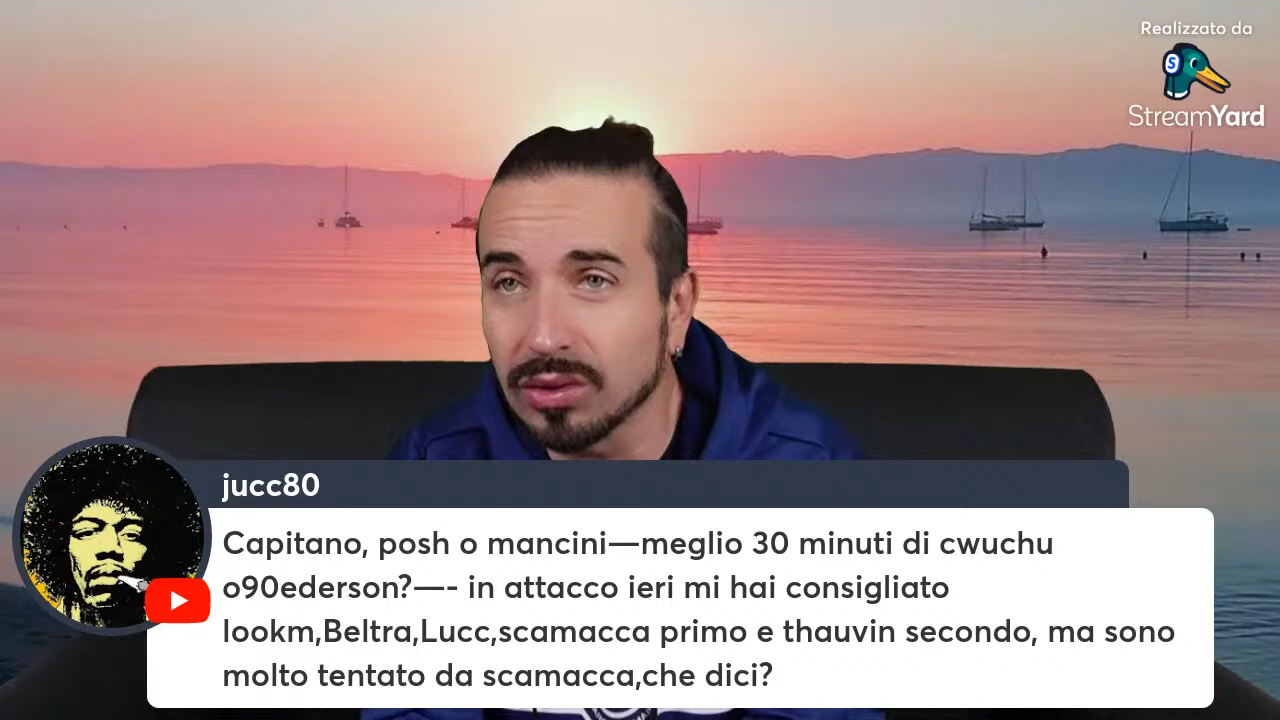 Realizzato da
StreamYard
jucc80
Capitano, posh o mancini—meglio 30 minuti di cwuchu
o90ederson?—- in attacco ieri mi hai consigliato
lookm,Beltra,Lucc,scamacca primo e thauvin secondo, ma sono
molto tentato da scamacca,che dici?